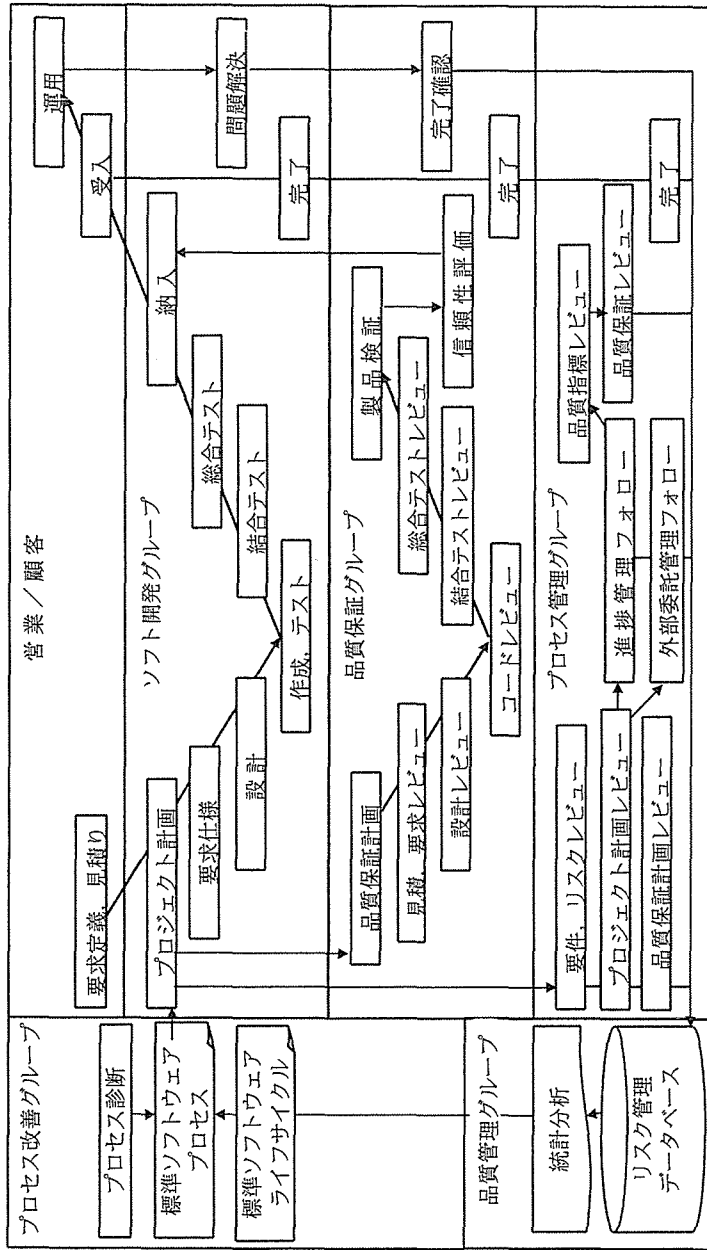 プロセス改善グループ
プロセス診断
標準ソフトウェア
プロセス
標準ソフトウェア
ライフサイクル
品質管理グループ
統計分析
リスク管理
データベース
営業／顧客
要求定義，見積り
受入
運用
ソフト開発グループ
プロジェクト計画
要求仕様
設計
作成，テスト
結合テスト
総合テスト
納入
完了
問題解決
品質保証グループ
品質保証計画
見積，要求レビュー
設計レビュー
コードレビュー
結合テストレビュー
総合テストレビュー
製品検証
信頼性評価
完了
完了確認
プロセス管理グループ
要件，リスクレビュー
プロジェクト計画レビュー
品質保証計画レビュー
進捗管理フォロー
外部委託管理フォロー
品質指標レビュー
品質保証レビュー
完了